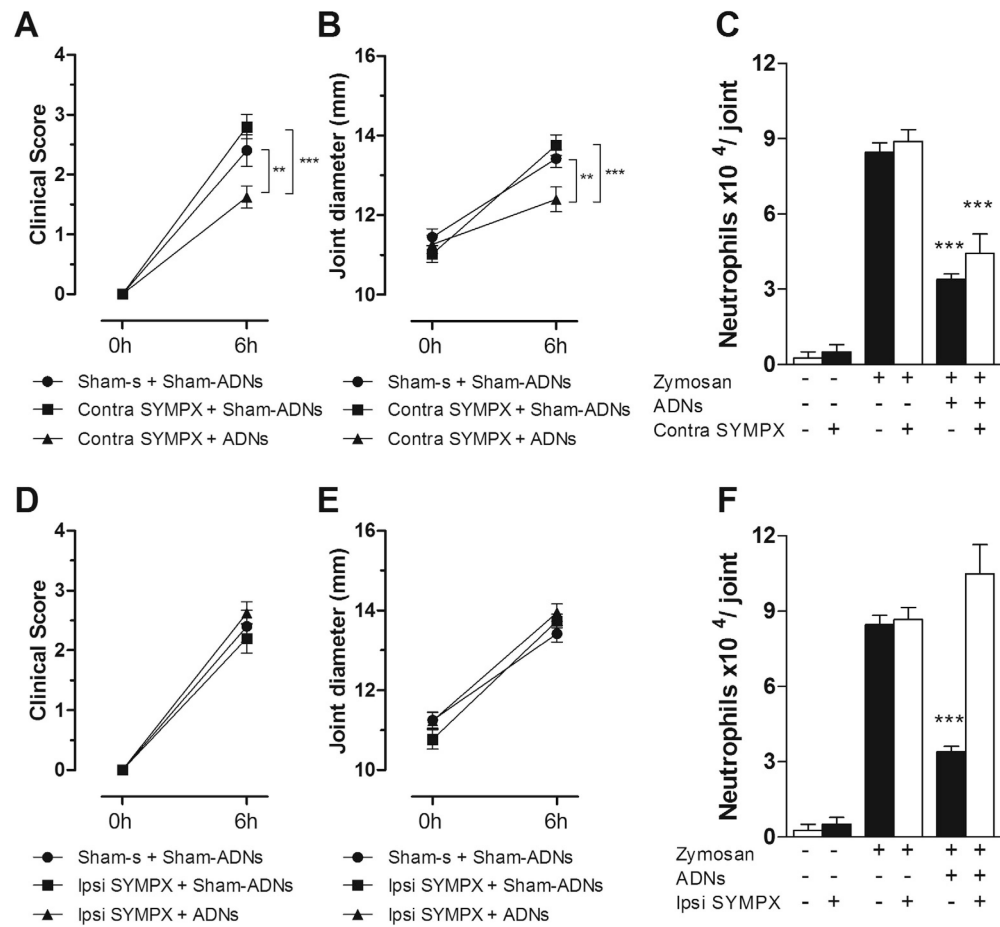 A
Clinical Score
4
3
2
1
0
**
***
0h
6h
Sham-s + Sham-ADNs
Contra SYMPX + Sham-ADNs
Contra SYMPX + ADNs
B
Joint diameter (mm)
16
14
12
10
**
***
0h
6h
Sham-s + Sham-ADNs
Contra SYMPX + Sham-ADNs
Contra SYMPX + ADNs
C
Neutrophils x10 4/ joint
12
9
6
3
0
***
***
Zymosan - - + + + +
ADNs - - + +
Contra SYMPX - + - + - +
D
Clinical Score
4
3
2
1
0
0h
6h
Sham-s + Sham-ADNs
Ipsi SYMPX + Sham-ADNs
Ipsi SYMPX + ADNs
E
Joint diameter (mm)
16
14
12
10
0h
6h
Sham-s + Sham-ADNs
Ipsi SYMPX + Sham-ADNs
Ipsi SYMPX + ADNs
F
Neutrophils x10 4/ joint
12
9
6
3
0
***
Zymosan - - + + + +
ADNs + +
Ipsi SYMPX - + - + - +